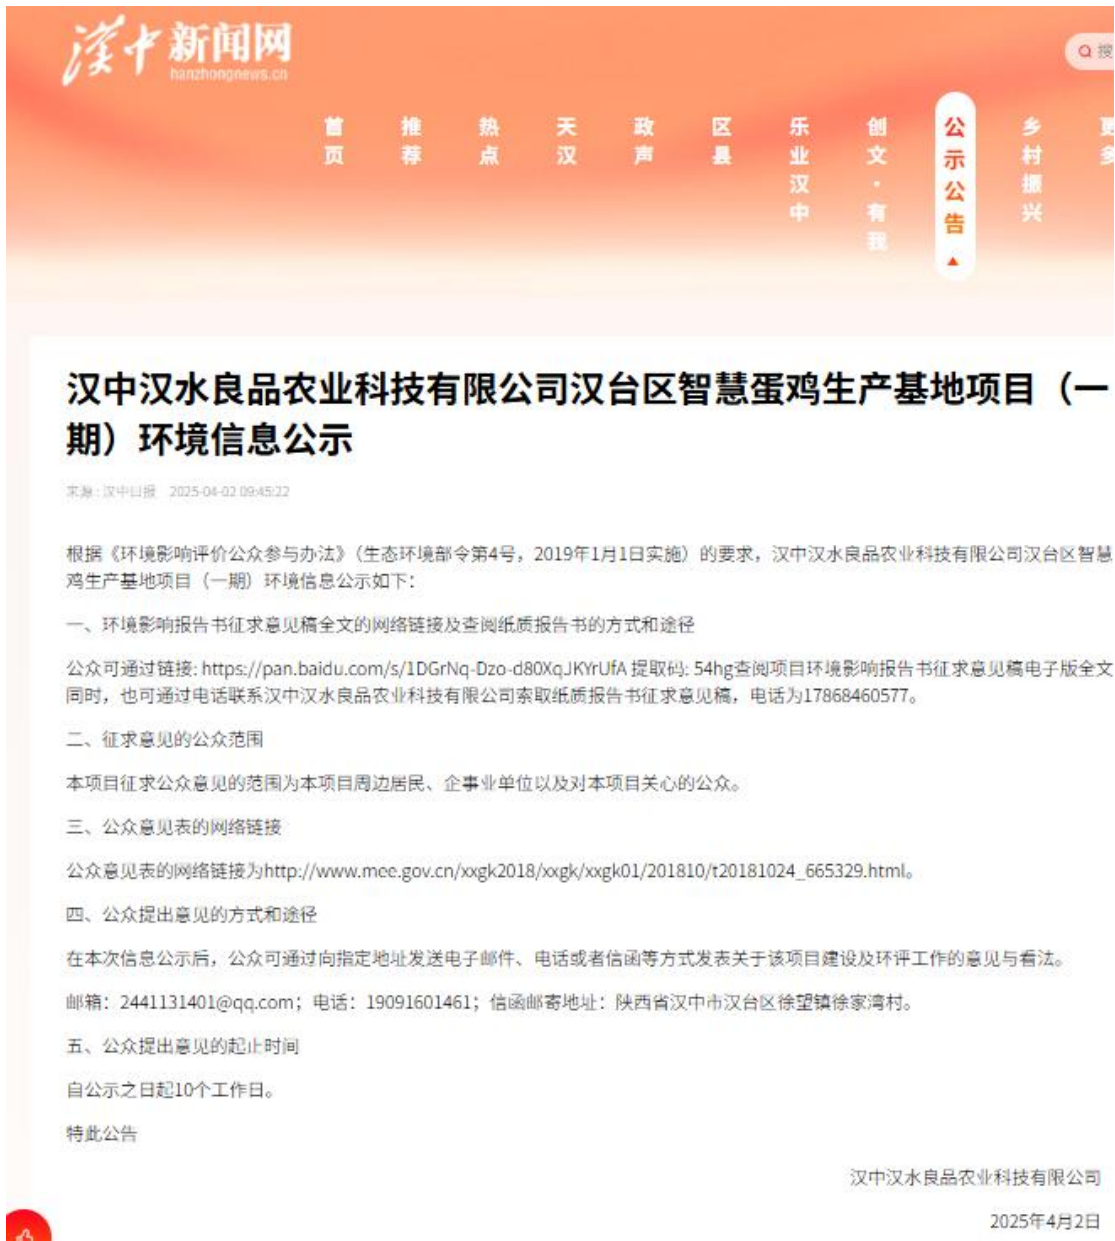 漢中新闻网
hanzhongnews.cn
搜
首页
推荐
热点
天汉
政声
区县
乐业汉中
创文·有我
公示公告
乡村振兴
更多
汉中汉水良品农业科技有限公司汉台区智慧蛋鸡生产基地项目（一
期）环境信息公示
来源:汉中日报 2025-04-02 09:45:22
根据《环境影响评价公众参与办法》（生态环境部令第4号，2019年1月1日实施）的要求，汉中汉水良品农业科技有限公司汉台区智慧
鸡生产基地项目（一期）环境信息公示如下：
一、环境影响报告书征求意见稿全文的网络链接及查阅纸质报告书的方式和途径
公众可通过链接: https://pan.baidu.com/s/1DGrNq-Dzo-d80XqJKYrUfA 提取码: 54hg查阅项目环境影响报告书征求意见稿电子版全文
同时，也可通过电话联系汉中汉水良品农业科技有限公司索取纸质报告书征求意见稿，电话为17868460577。
二、征求意见的公众范围
本项目征求公众意见的范围为本项目周边居民、企事业单位以及对本项目关心的公众。
三、公众意见表的网络链接
公众意见表的网络链接为http://www.mee.gov.cn/xxgk2018/xxgk/xxgk01/201810/t20181024_665329.html。
四、公众提出意见的方式和途径
在本次信息公示后，公众可通过向指定地址发送电子邮件、电话或者信函等方式发表关于该项目建设及环评工作的意见与看法。
邮箱：2441131401@qq.com；电话：19091601461；信函邮寄地址：陕西省汉中市汉台区徐望镇徐家湾村。
五、公众提出意见的起止时间
自公示之日起10个工作日。
特此公告
汉中汉水良品农业科技有限公司
2025年4月2日